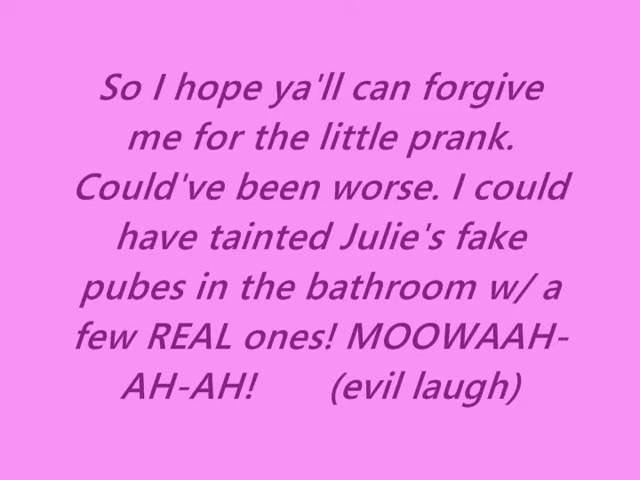 So I hope ya'll can forgive
me for the little prank.
Could've been worse. I could
have tainted Julie's fake
pubes in the bathroom w/ a
few REAL ones! MOOWAAH-
AH-AH! (evil laugh)